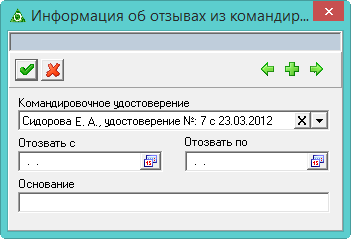 Информация об отзывах из командир...
Командировочное удостоверение
Сидорова Е. А., удостоверение №: 7 с 23.03.2012
Отозвать с
Отозвать по
. .
. .
Основание